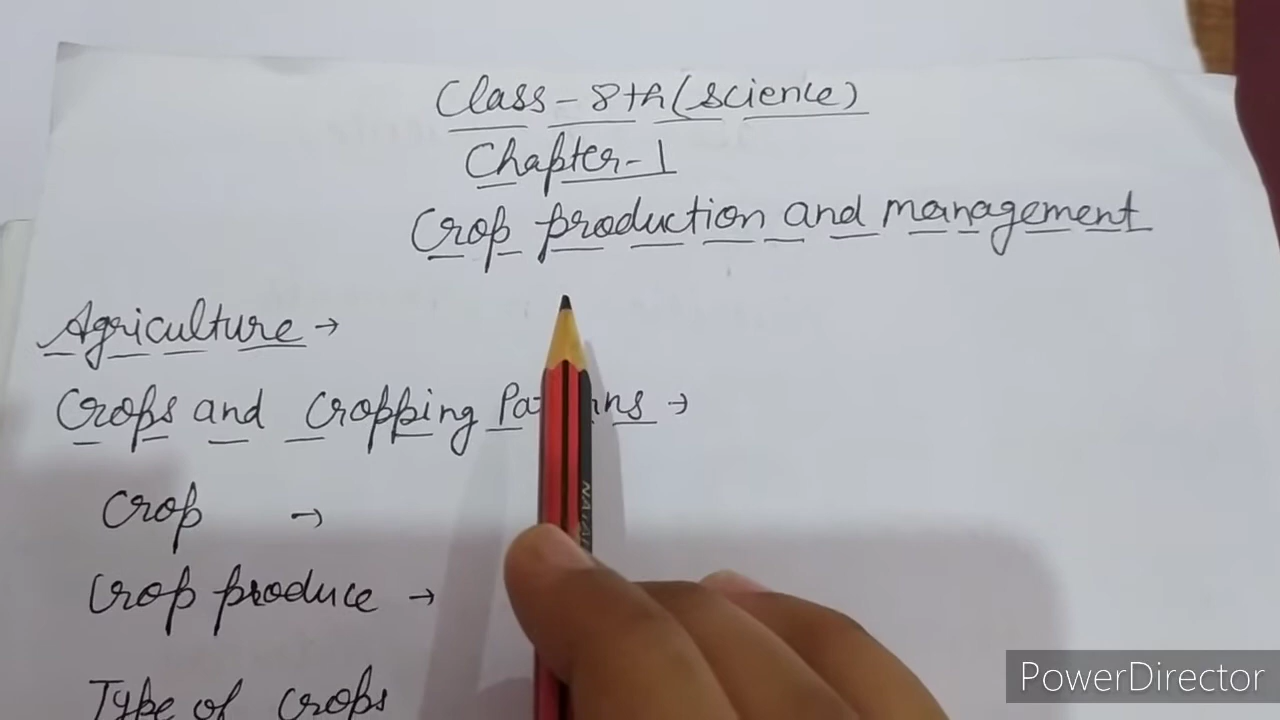 Class-8th (science)
Chapter-1
Crop production and management
Agriculture →
Crops and Cropping →
Crop →
Crop produce →
Type of crops
PowerDirector